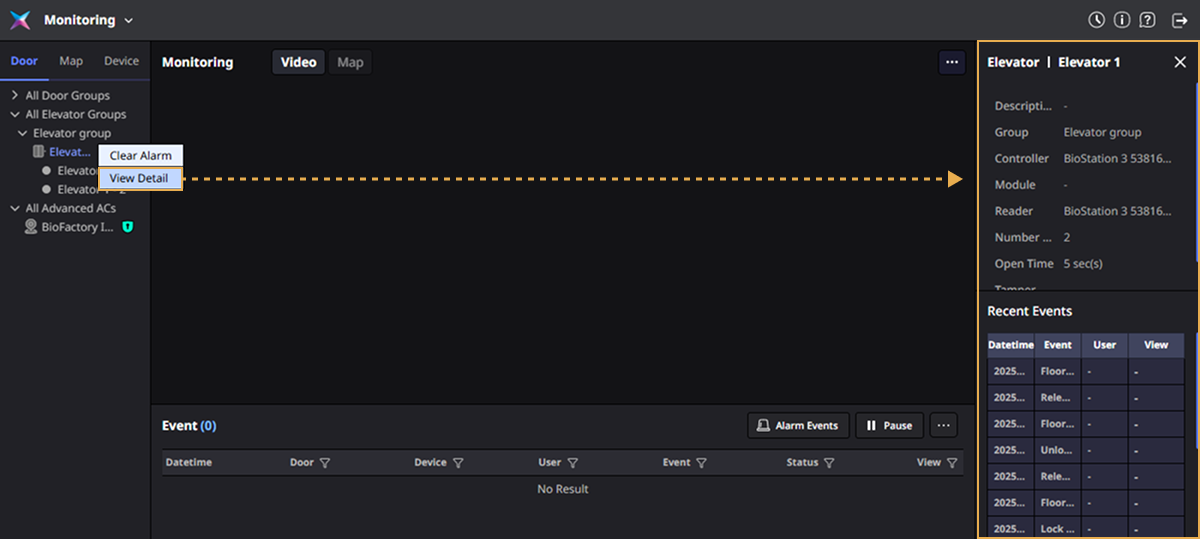 Monitoring
Door Map Device
All Door Groups
All Elevator Groups
Elevator group
Elevat...
Elevator
Elevator
All Advanced ACs
BioFactory I...
Clear Alarm
View Detail
Monitoring Video Map
...
Event (0) Alarm Events Pause ...
Datetime Door Device User Event Status View
No Result
Elevator | Elevator 1
Descripti... -
Group Elevator group
Controller BioStation 3 53816...
Module -
Reader BioStation 3 53816...
Number ... 2
Open Time 5 sec(s)
Tamper
Recent Events
Datetime Event User View
2025... Floor... - -
2025... Rele... - -
2025... Floor... - -
2025... Unlo... - -
2025... Rele... - -
2025... Floor... - -
2025... Lock ... - -